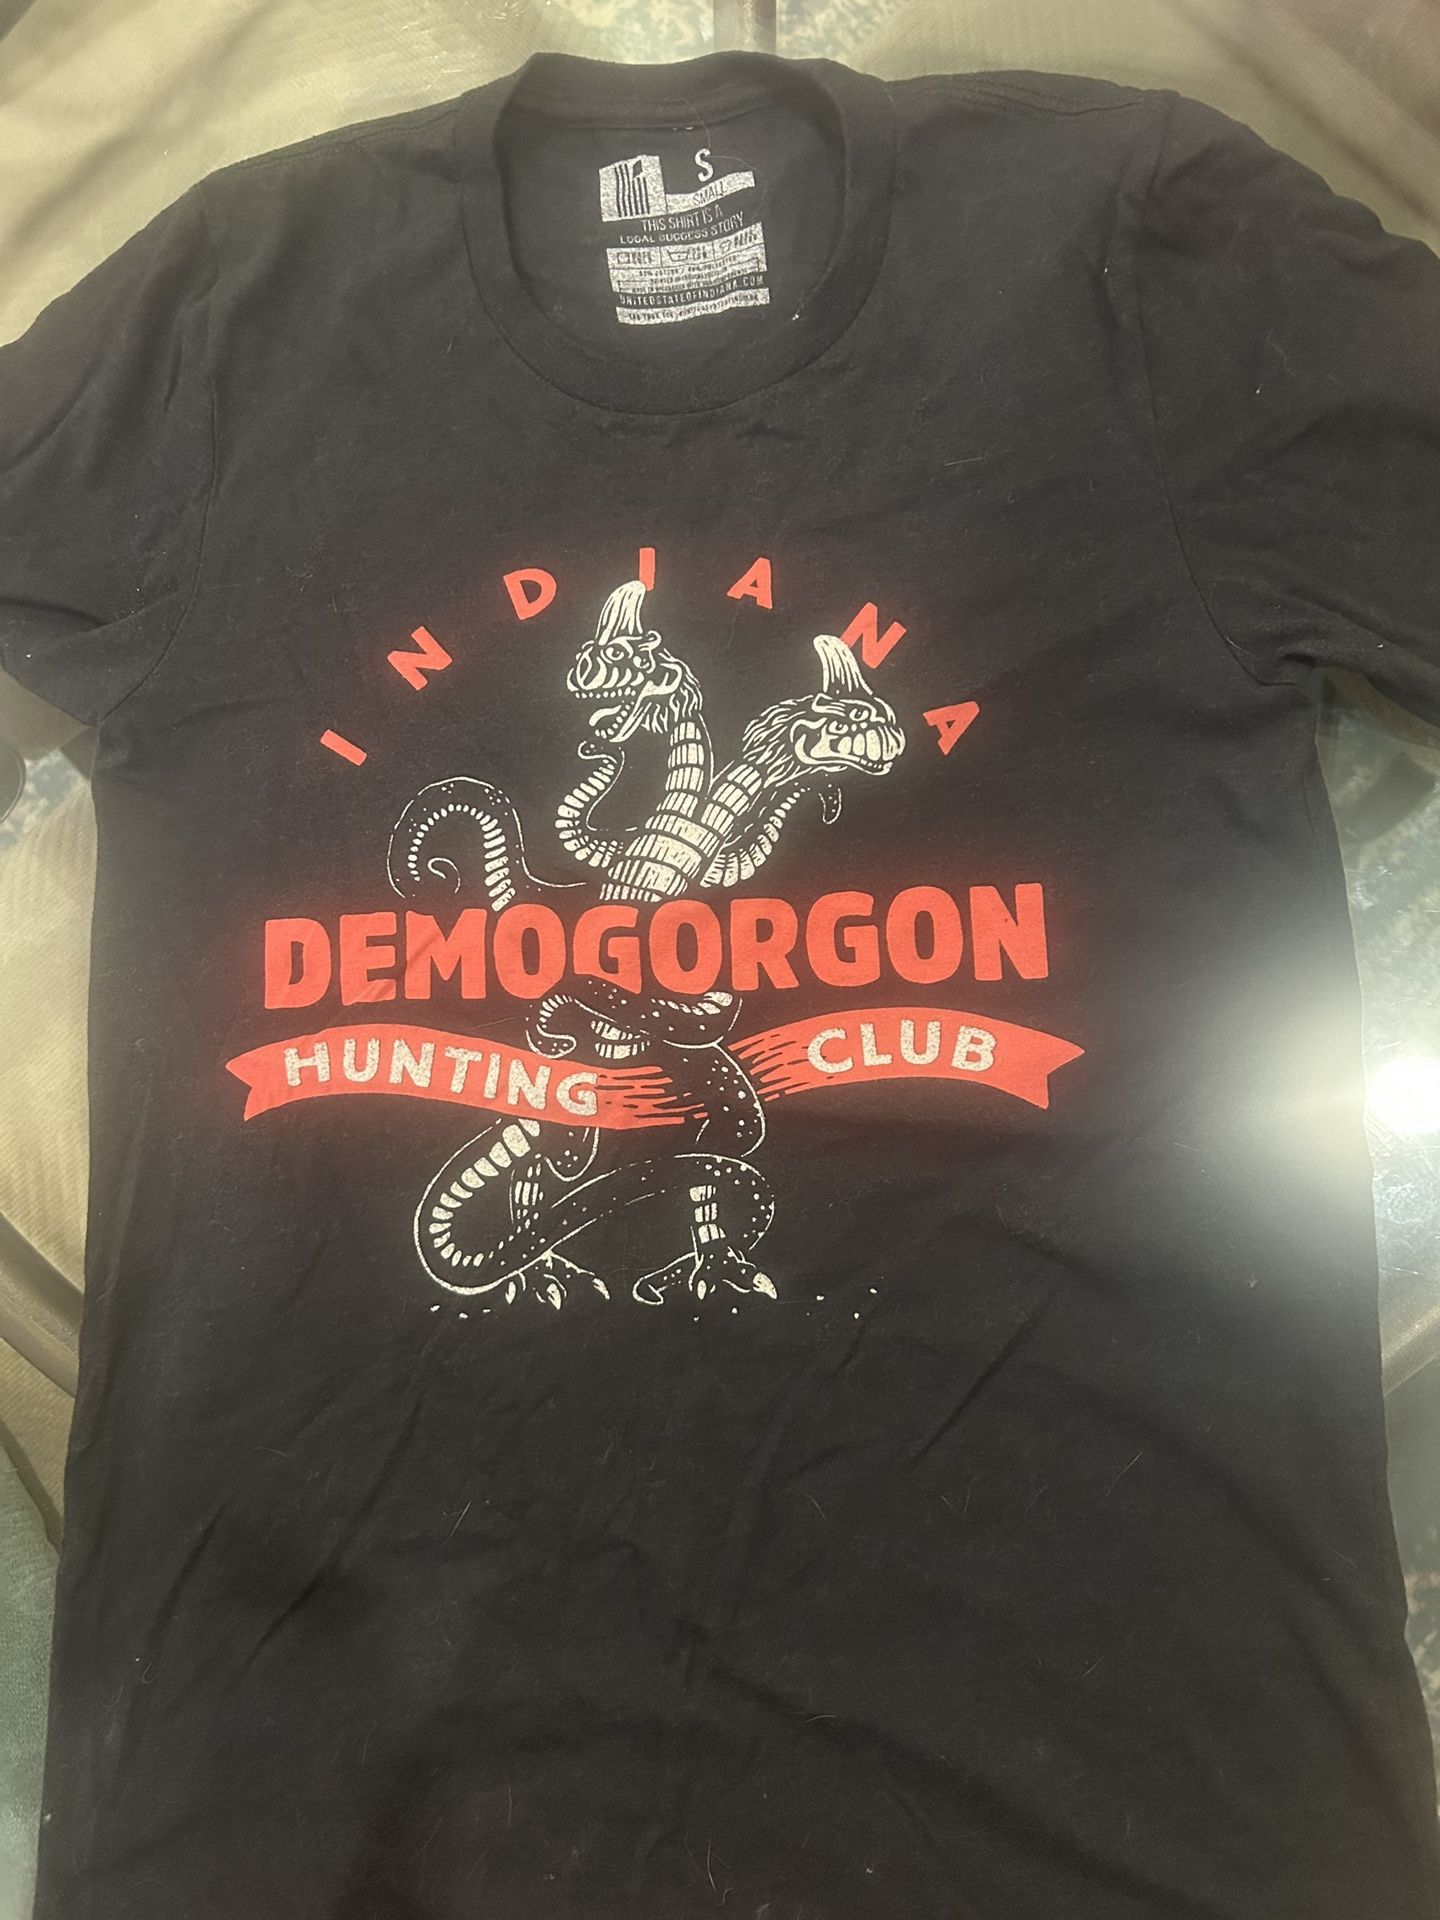 S
SMALL
THIS SHIRT IS A
LOCAL SUCCESS STORY
UNITEDSTATEOFINDIANA.COM
INDIANA
DEMOGORGON
HUNTING CLUB